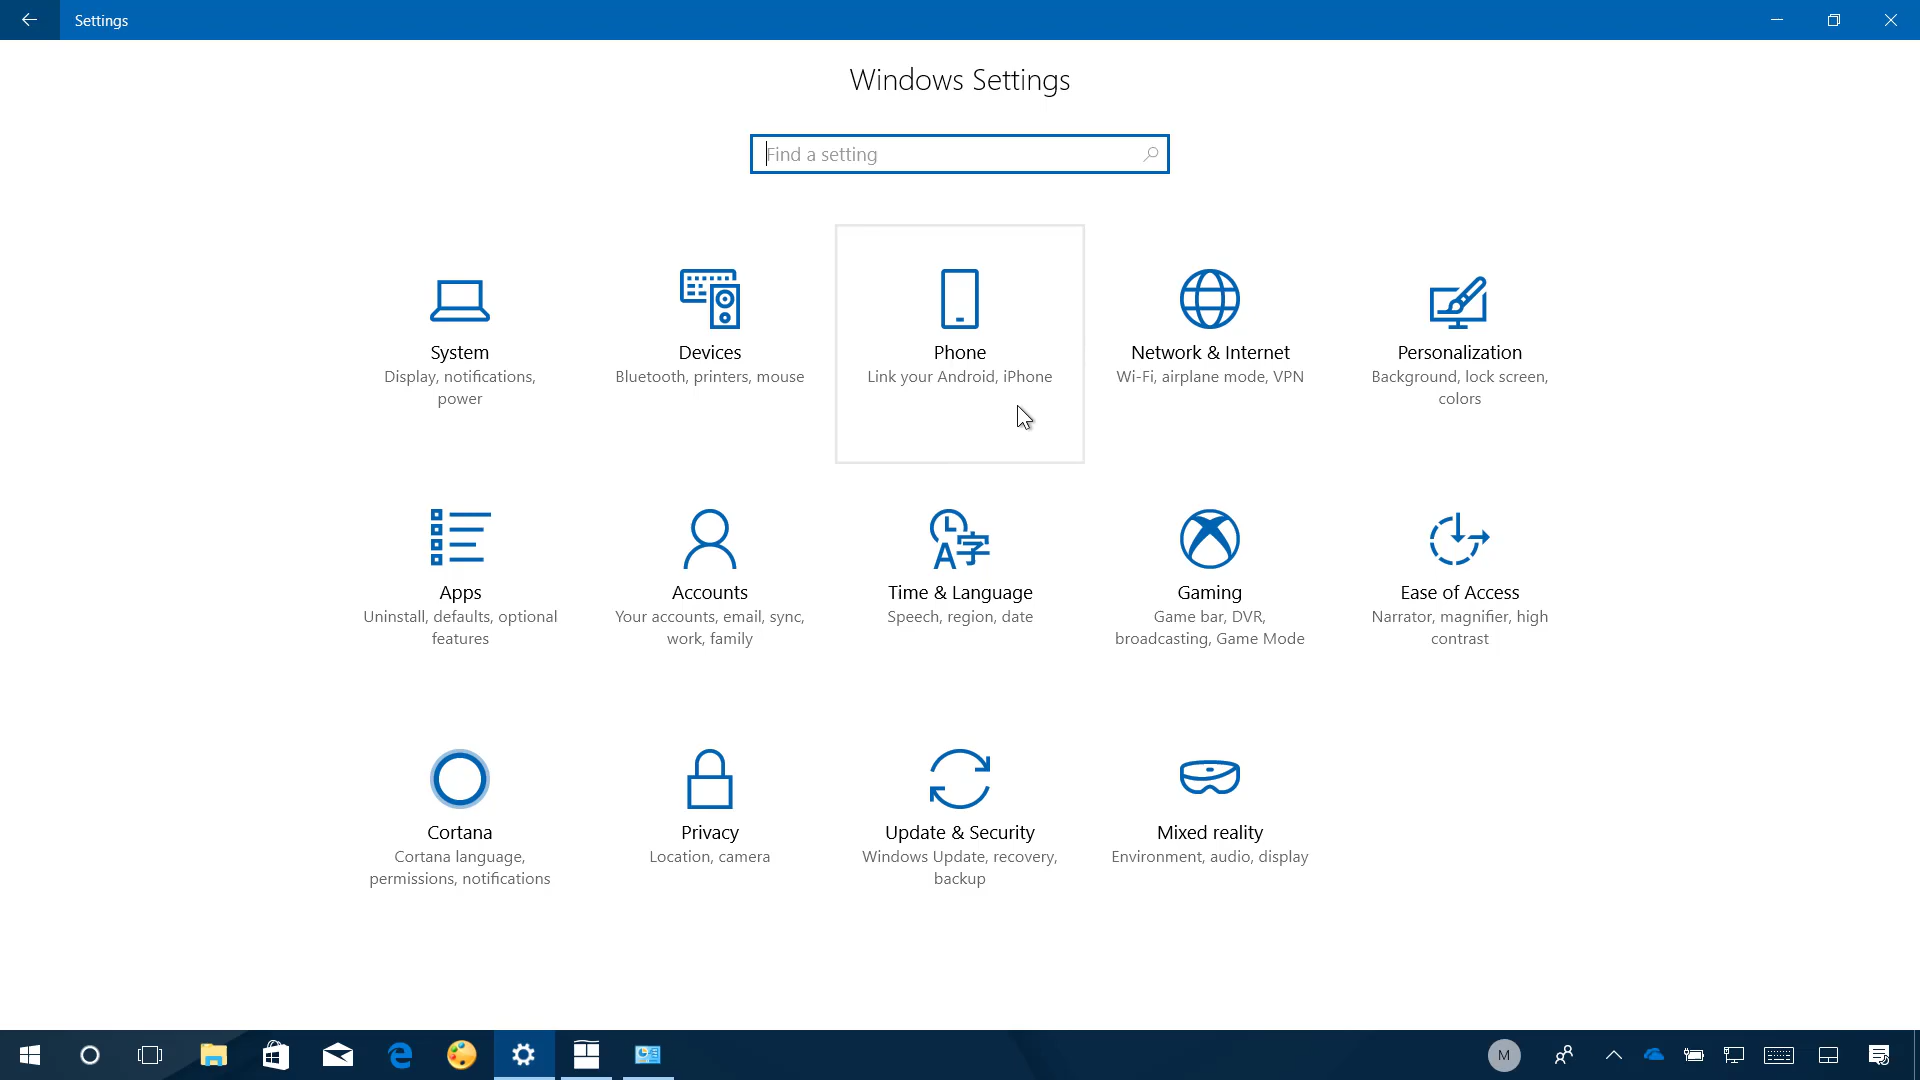 Settings
Windows Settings
Find a setting
System
Display, notifications,
power
Devices
Bluetooth, printers, mouse
Phone
Link your Android, iPhone
Network & Internet
Wi-Fi, airplane mode, VPN
Personalization
Background, lock screen,
colors
Apps
Uninstall, defaults, optional
features
Accounts
Your accounts, email, sync,
work, family
Time & Language
Speech, region, date
Gaming
Game bar, DVR,
broadcasting, Game Mode
Ease of Access
Narrator, magnifier, high
contrast
Cortana
Cortana language,
permissions, notifications
Privacy
Location, camera
Update & Security
Windows Update, recovery,
backup
Mixed reality
Environment, audio, display
M